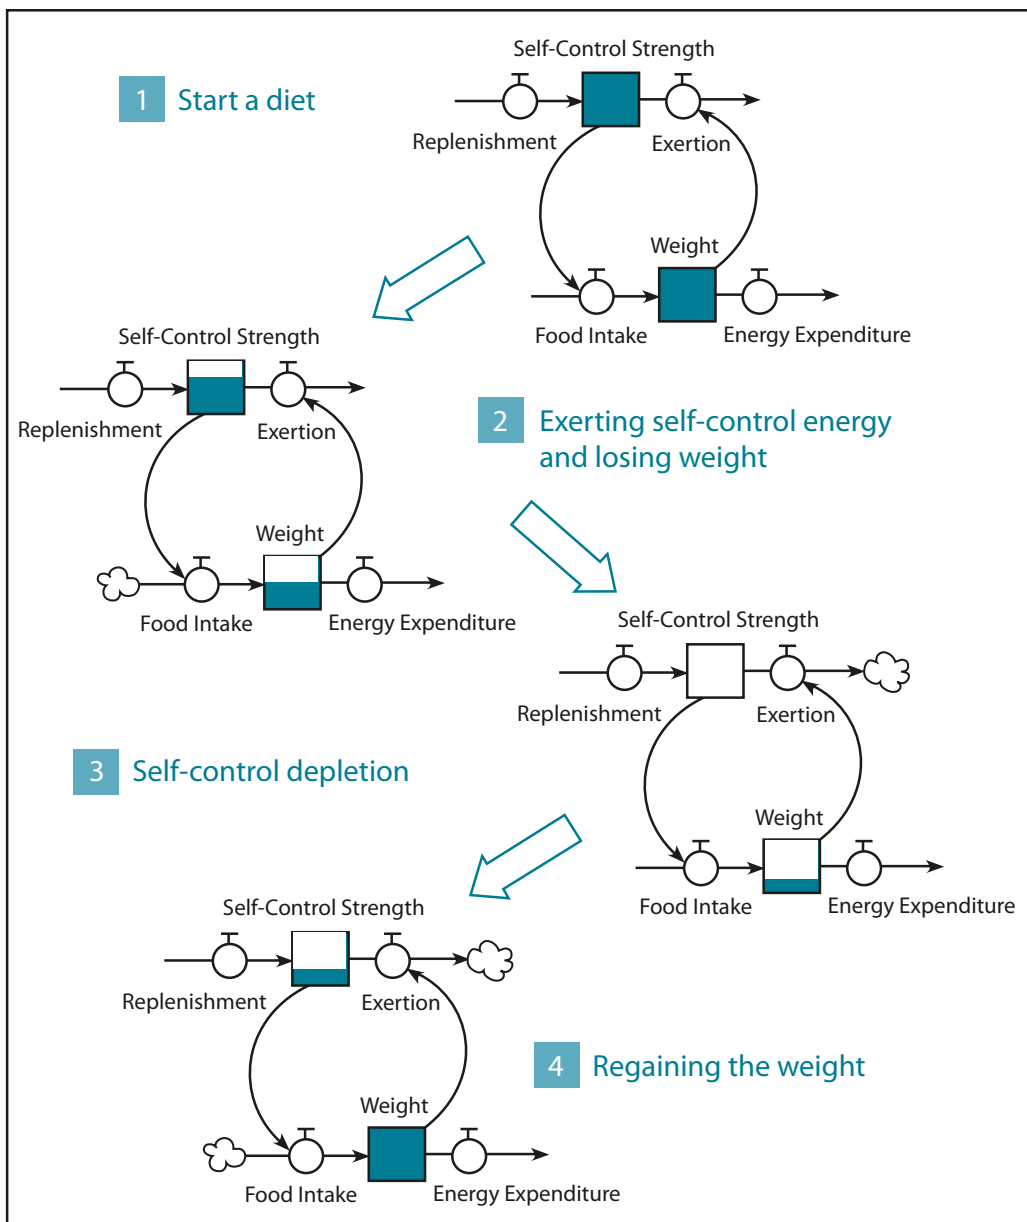 Self-Control Strength
1 Start a diet
Replenishment
Exertion
Weight
Food Intake
Energy Expenditure
Self-Control Strength
Replenishment
Exertion
2 Exerting self-control energy
and losing weight
Weight
Food Intake
Energy Expenditure
Self-Control Strength
Replenishment
Exertion
3 Self-control depletion
Weight
Food Intake
Energy Expenditure
Self-Control Strength
Replenishment
Exertion
4 Regaining the weight
Weight
Food Intake
Energy Expenditure